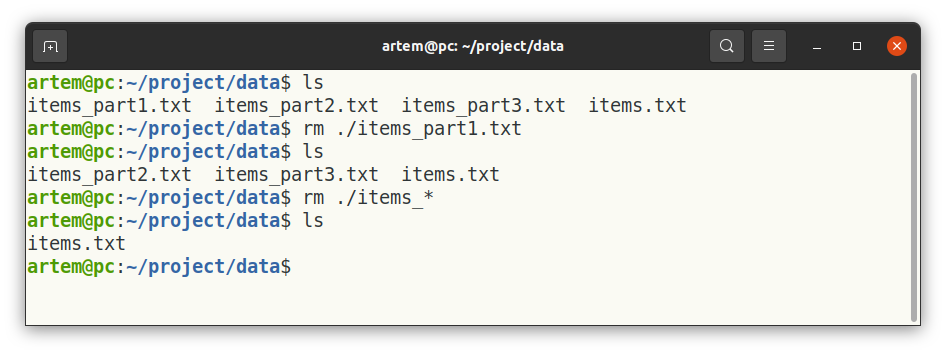 artem@pc: ~/project/data
artem@pc:~/project/data$ ls
items_part1.txt  items_part2.txt  items_part3.txt  items.txt
artem@pc:~/project/data$ rm ./items_part1.txt
artem@pc:~/project/data$ ls
items_part2.txt  items_part3.txt  items.txt
artem@pc:~/project/data$ rm ./items_*
artem@pc:~/project/data$ ls
items.txt
artem@pc:~/project/data$